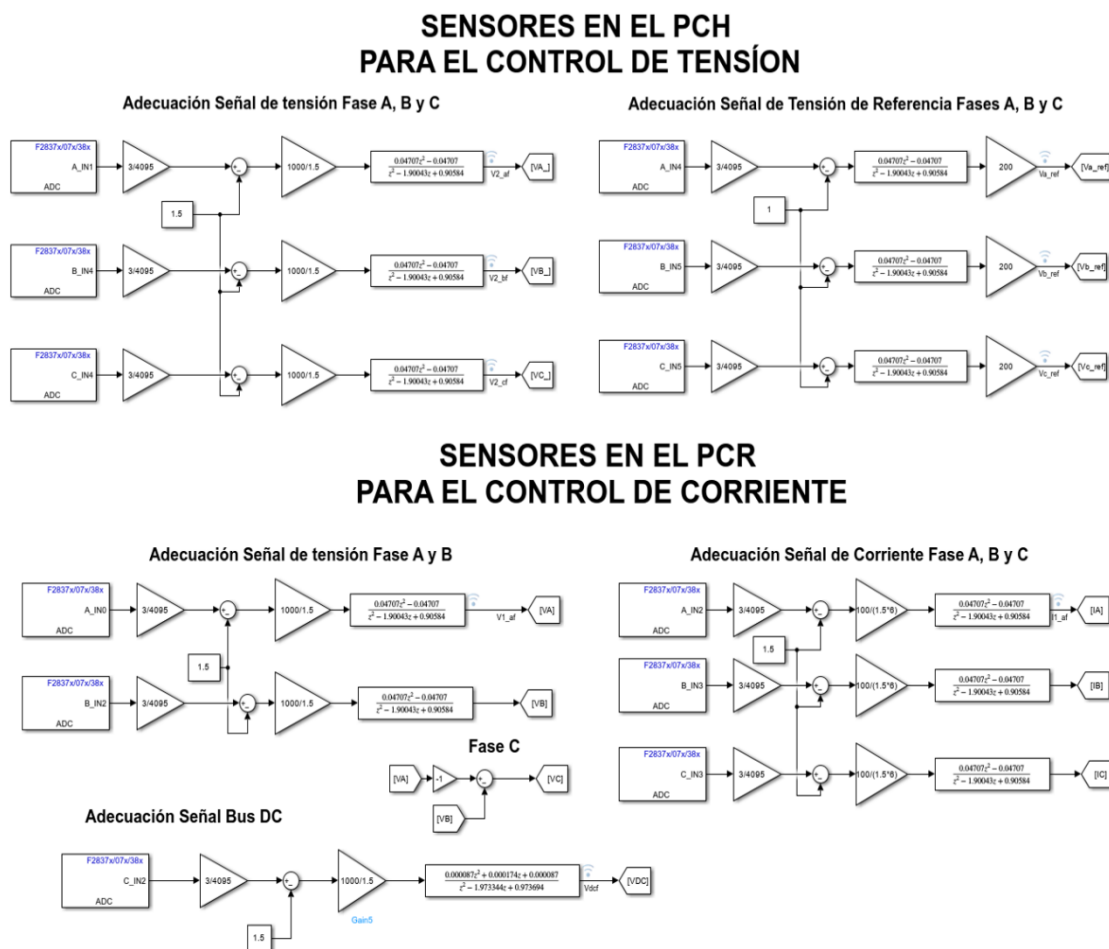 SENSORES EN EL PCH
PARA EL CONTROL DE TENSÍON
Adecuación Señal de tensión Fase A, B y C
F2837x/07x/38x
A_IN1
ADC
3/4095
+
-
1000/1.5
0.04707z² − 0.04707
z² − 1.90043z + 0.90584
V2_af
[VA_]
1.5
F2837x/07x/38x
B_IN4
ADC
3/4095
+
-
1000/1.5
0.04707z² − 0.04707
z² − 1.90043z + 0.90584
V2_bf
[VB_]
F2837x/07x/38x
C_IN4
ADC
3/4095
+
-
1000/1.5
0.04707z² − 0.04707
z² − 1.90043z + 0.90584
V2_cf
[VC_]
Adecuación Señal de Tensión de Referencia Fases A, B y C
F2837x/07x/38x
A_IN4
ADC
3/4095
+
-
0.04707z² − 0.04707
z² − 1.90043z + 0.90584
200
Va_ref
[Va_ref]
1
F2837x/07x/38x
B_IN5
ADC
3/4095
+
-
0.04707z² − 0.04707
z² − 1.90043z + 0.90584
200
Vb_ref
[Vb_ref]
F2837x/07x/38x
C_IN5
ADC
3/4095
+
-
0.04707z² − 0.04707
z² − 1.90043z + 0.90584
200
Vc_ref
[Vc_ref]
SENSORES EN EL PCR
PARA EL CONTROL DE CORRIENTE
Adecuación Señal de tensión Fase A y B
F2837x/07x/38x
A_IN0
ADC
3/4095
+
-
1000/1.5
0.04707z² − 0.04707
z² − 1.90043z + 0.90584
V1_af
[VA]
1.5
F2837x/07x/38x
B_IN2
ADC
3/4095
+
-
1000/1.5
0.04707z² − 0.04707
z² − 1.90043z + 0.90584
[VB]
Fase C
[VA]
-1
+
-
[VC]
[VB]
Adecuación Señal Bus DC
F2837x/07x/38x
C_IN2
ADC
3/4095
+
-
1000/1.5
Gain5
0.000087z² + 0.000174z + 0.000087
z² − 1.973344z + 0.973694
Vdcf
[VDC]
1.5
Adecuación Señal de Corriente Fase A, B y C
F2837x/07x/38x
A_IN2
ADC
3/4095
+
-
100/(1.5*6)
0.04707z² − 0.04707
z² − 1.90043z + 0.90584
I1_af
[IA]
1.5
F2837x/07x/38x
B_IN3
ADC
3/4095
+
-
100/(1.5*6)
0.04707z² − 0.04707
z² − 1.90043z + 0.90584
[IB]
F2837x/07x/38x
C_IN3
ADC
3/4095
+
-
100/(1.5*6)
0.04707z² − 0.04707
z² − 1.90043z + 0.90584
[IC]